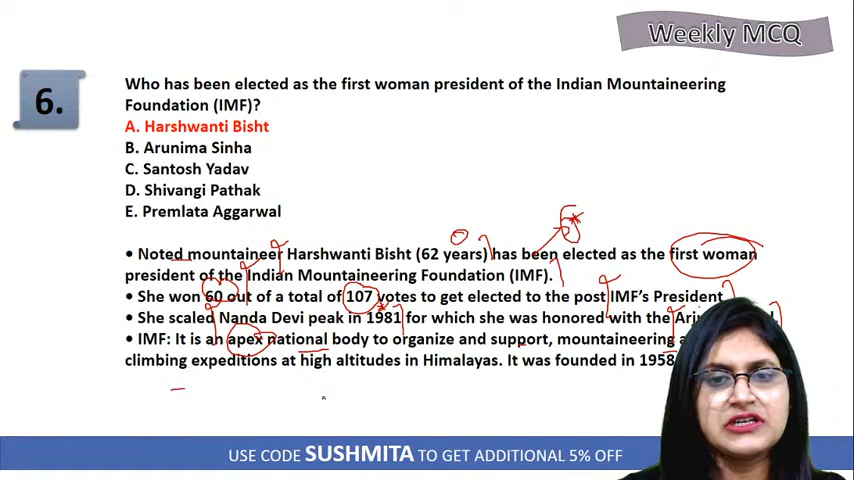 Weekly MCQ
6.
Who has been elected as the first woman president of the Indian Mountaineering
Foundation (IMF)?
A. Harshwanti Bisht
B. Arunima Sinha
C. Santosh Yadav
D. Shivangi Pathak
E. Premlata Aggarwal
• Noted mountaineer Harshwanti Bisht (62 years) has been elected as the first woman
president of the Indian Mountaineering Foundation (IMF).
• She won 60 out of a total of 107 votes to get elected to the post IMF's President
• She scaled Nanda Devi peak in 1981 for which she was honored with the
• IMF: It is an apex national body to organize and support, mountaineering
climbing expeditions at high altitudes in Himalayas. It was founded in 1958
USE CODE SUSHMITA TO GET ADDITIONAL 5% OFF